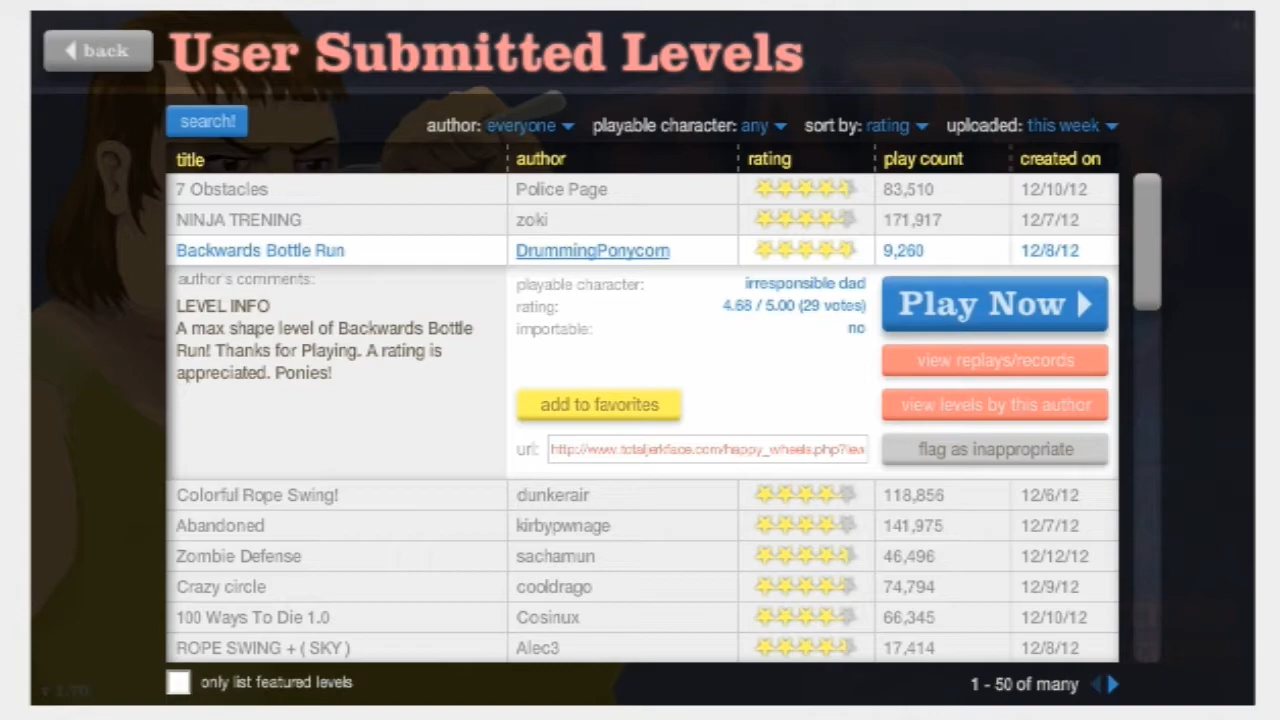 back
User Submitted Levels
search!
author: everyone playable character: any sort by: rating uploaded: this week
title author rating play count created on
7 Obstacles Police Page 83,510 12/10/12
NINJA TRENING zoki 171,917 12/7/12
Backwards Bottle Run DrummingPonycorn 9,260 12/8/12
author's comments:
LEVEL INFO
A max shape level of Backwards Bottle
Run! Thanks for Playing. A rating is
appreciated. Ponies!
playable character: irresponsible dad
rating: 4.68 / 5.00 (29 votes)
importable: no
add to favorites
url: http://www.totaljerkface.com/happy_wheels.php?lev
Play Now
view replays/records
view levels by this author
flag as inappropriate
Colorful Rope Swing! dunkerair 118,856 12/6/12
Abandoned kirbypwnage 141,975 12/7/12
Zombie Defense sachamun 46,496 12/12/12
Crazy circle cooldrago 74,794 12/9/12
100 Ways To Die 1.0 Cosinux 66,345 12/10/12
ROPE SWING + ( SKY ) Alec3 17,414 12/8/12
only list featured levels
1 - 50 of many